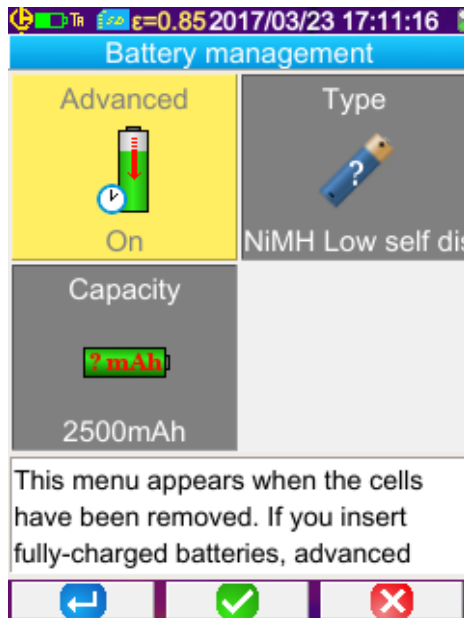 TR ε=0.85 2017/03/23 17:11:16
Battery management
Advanced
Type
?
On
NiMH Low self dis
Capacity
? mAh
2500mAh
This menu appears when the cells
have been removed. If you insert
fully-charged batteries, advanced